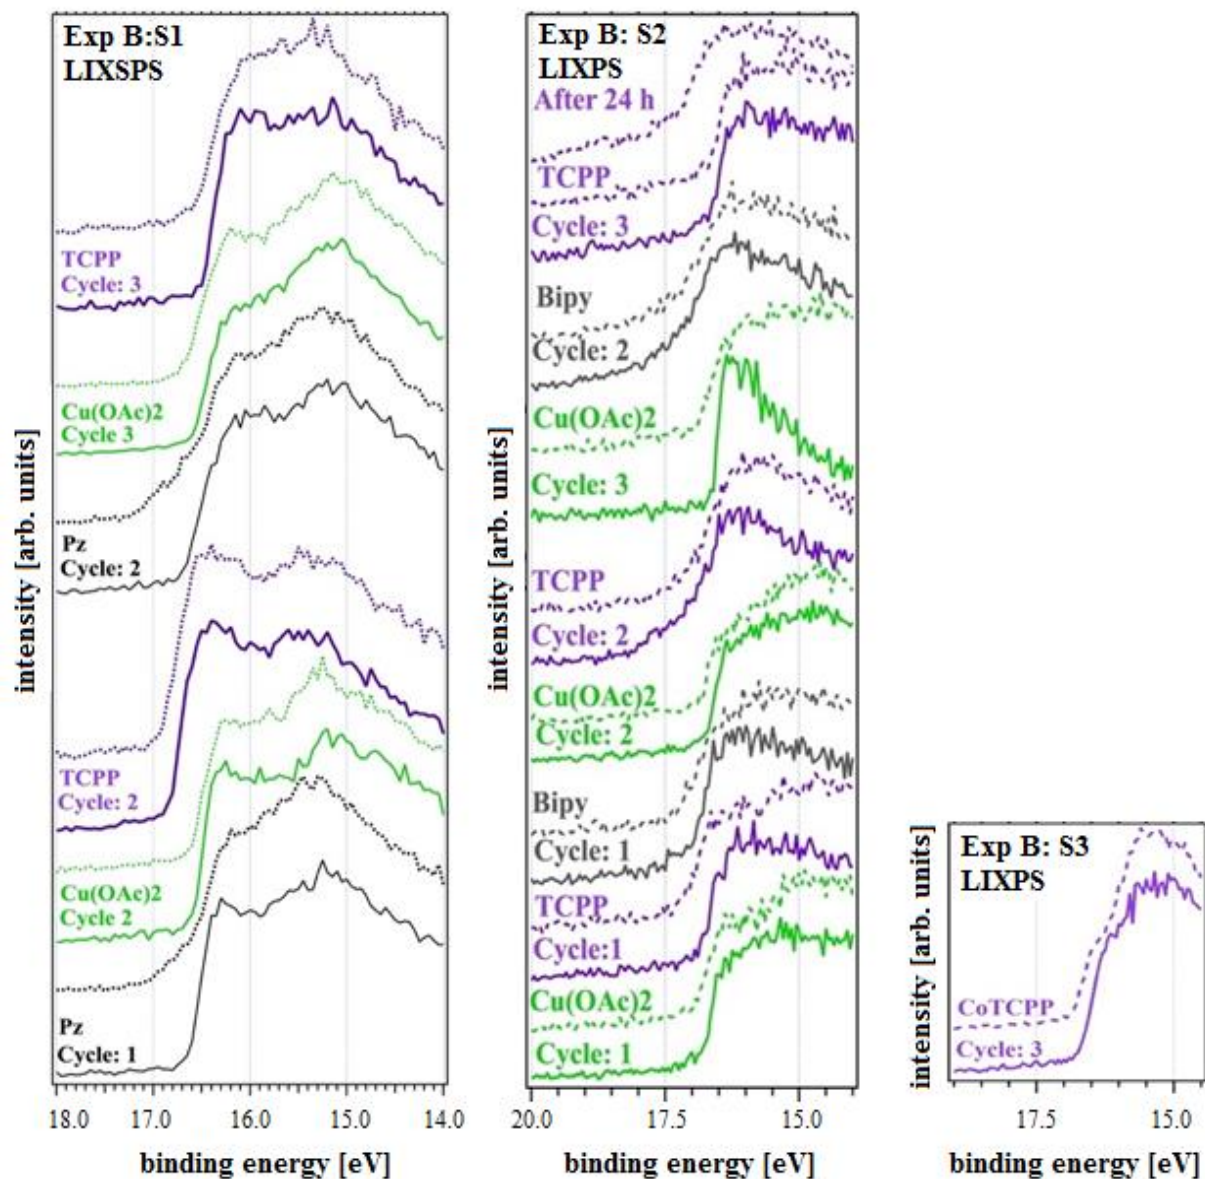 Exp B:S1
LIXSPS
TCPP
Cycle: 3
Cu(OAc)2
Cycle 3
Pz
Cycle: 2
TCPP
Cycle: 2
Cu(OAc)2
Cycle 2
Pz
Cycle: 1
18.0 17.0 16.0 15.0 14.0
binding energy [eV]
intensity [arb. units]
Exp B: S2
LIXPS
After 24 h
TCPP
Cycle: 3
Bipy
Cycle: 2
Cu(OAc)2
Cycle: 3
TCPP
Cycle: 2
Cu(OAc)2
Cycle: 2
Bipy
Cycle: 1
TCPP
Cycle:1
Cu(OAc)2
Cycle: 1
20.0 17.5 15.0
binding energy [eV]
intensity [arb. units]
Exp B: S3
LIXPS
CoTCPP
Cycle: 3
17.5 15.0
binding energy [eV]
intensity [arb. units]